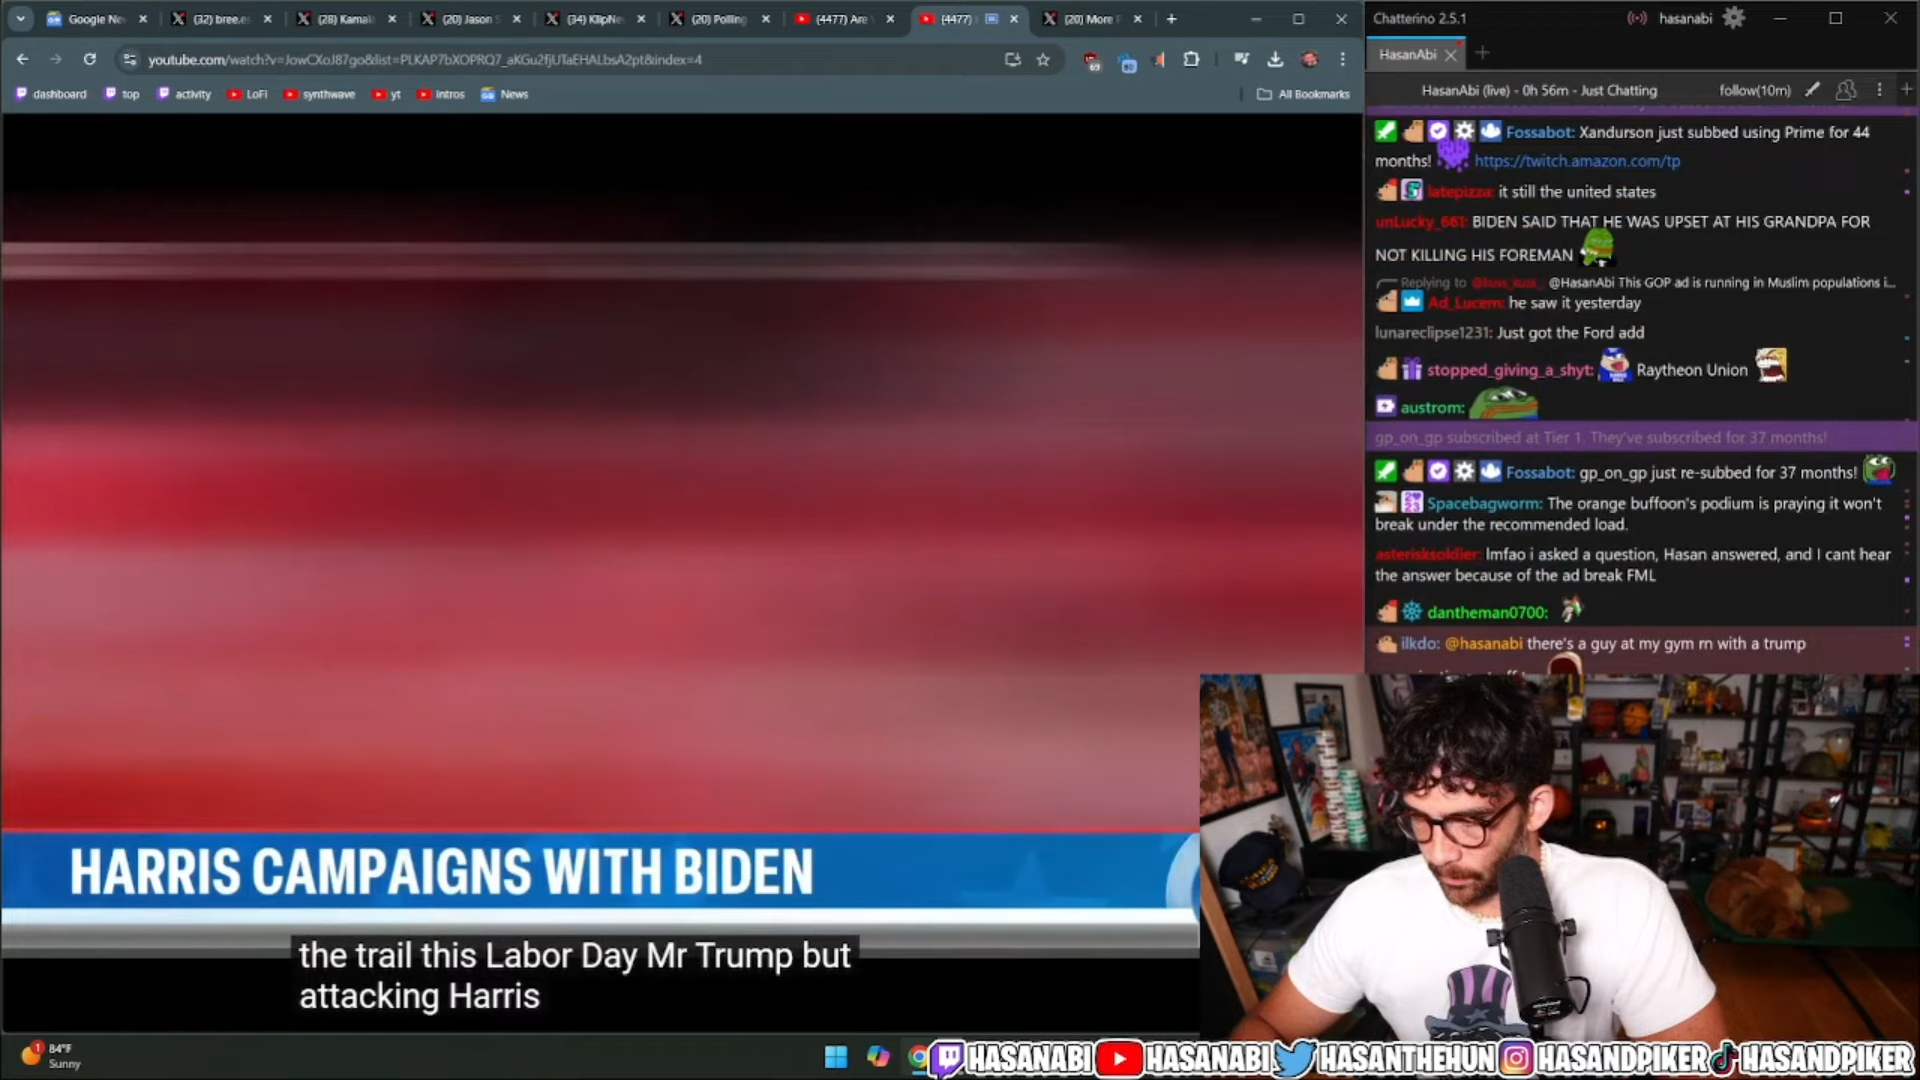 Google Ne
(32) bree.es
(28) Kamal
(20) Jason S
(34) KlipNe
(20) Polling
(4477) Are
(4477)
(20) More P
youtube.com/watch?v=JowCXoJ87go&list=PLKAP7bXOPRQ7_aKGu2fjUTaEHALbsA2pt&index=4
dashboard
top
activity
LoFi
synthwave
yt
intros
News
All Bookmarks
HARRIS CAMPAIGNS WITH BIDEN
the trail this Labor Day Mr Trump but
attacking Harris
84°F
Sunny
Chatterino 2.5.1
hasanabi
HasanAbi
HasanAbi (live) - 0h 56m - Just Chatting
follow(10m)
Fossabot: Xandurson just subbed using Prime for 44
months! https://twitch.amazon.com/tp
latepizza: it still the united states
unLucky_661: BIDEN SAID THAT HE WAS UPSET AT HIS GRANDPA FOR
NOT KILLING HIS FOREMAN
Replying to @HasanAbi This GOP ad is running in Muslim populations i...
Ad_Lucem: he saw it yesterday
lunareclipse1231: Just got the Ford add
stopped_giving_a_shyt: Raytheon Union
austrom:
gp_on_gp subscribed at Tier 1. They've subscribed for 37 months!
Fossabot: gp_on_gp just re-subbed for 37 months!
Spacebagworm: The orange buffoon's podium is praying it won't
break under the recommended load.
asterisksoldier: lmfao i asked a question, Hasan answered, and I cant hear
the answer because of the ad break FML
dantheman0700:
ilkdo: @hasanabi there's a guy at my gym rn with a trump
HASANABI
HASANABI
HASANTHEHUN
HASANDPIKER
HASANDPIKER